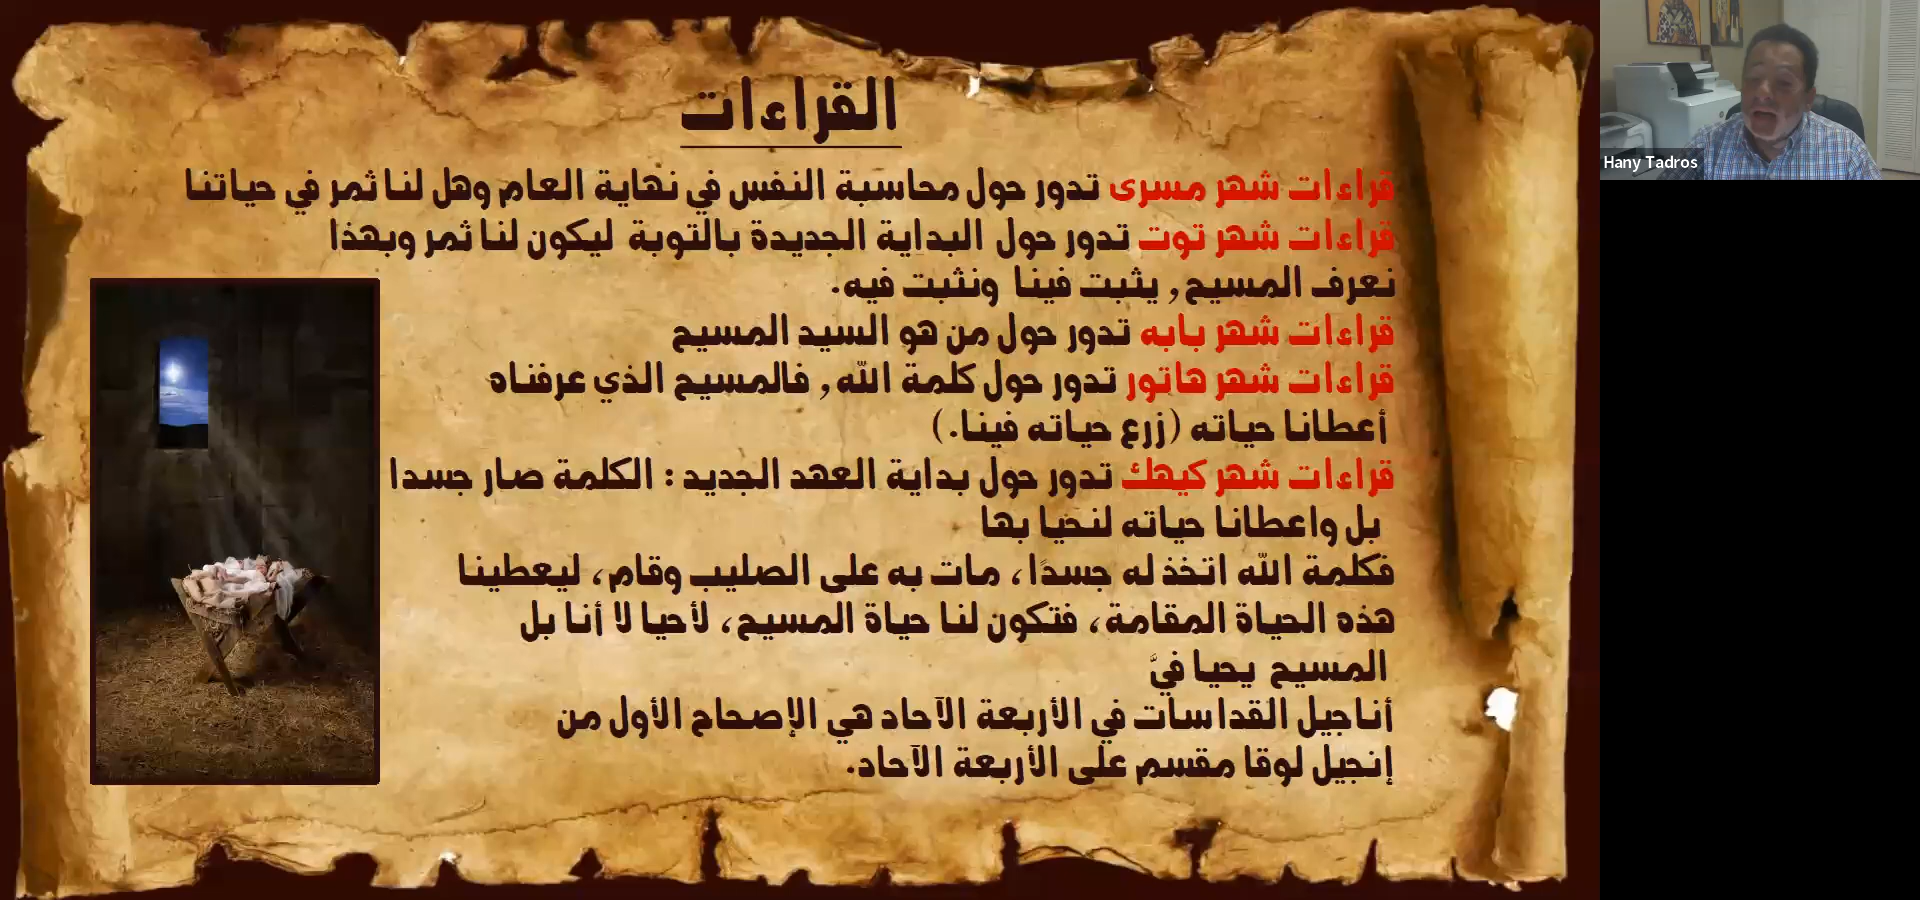 القراءات
قراءات شهر مسرى تدور حول محاسبة النفس في نهاية العام وهل لنا ثمر في حياتنا
قراءات شهر توت تدور حول البداية الجديدة بالتوبة ليكون لنا ثمر وبهذا
نعرف المسيح, يثبت فينا ونثبت فيه.
قراءات شهر بابه تدور حول من هو السيد المسيح
قراءات شهر هاتور تدور حول كلمة الله, فالمسيح الذي عرفناه
أعطانا حياته (زرع حياته فينا.)
قراءات شهر كيهك تدور حول بداية العهد الجديد : الكلمة صار جسدا
بل واعطانا حياته لنحيا بها
فكلمة الله اتخذ له جسدًا، مات به على الصليب وقام، ليعطينا
هذه الحياة المقامة، فتكون لنا حياة المسيح، لأحيا لا أنا بل
المسيح يحيا فيَّ
أناجيل القداسات في الأربعة الآحاد هي الإصحاح الأول من
إنجيل لوقا مقسم على الأربعة الآحاد.
Hany Tadros